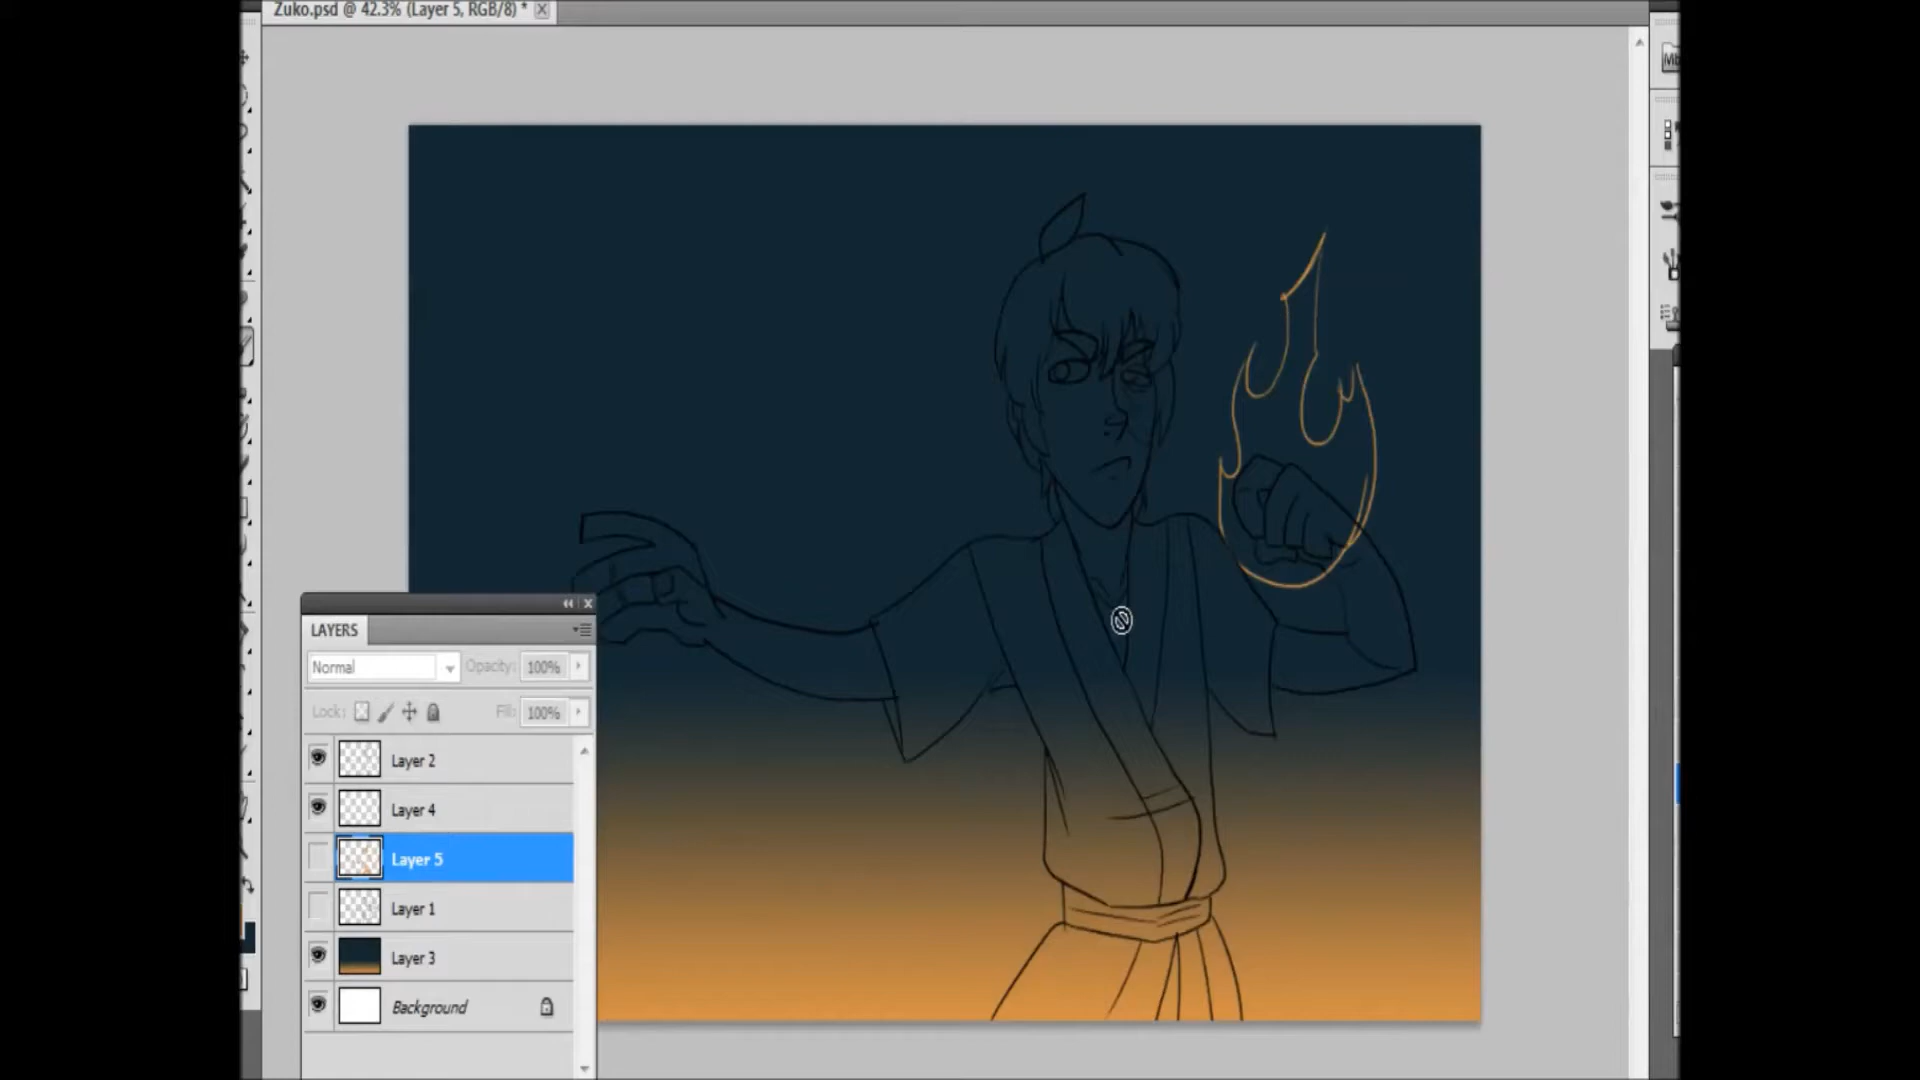 Zuko.psd @ 42.3% (Layer 5, RGB/8) *
Mb
LAYERS
Normal
Opacity: 100%
Lock:
Fill: 100%
Layer 2
Layer 4
Layer 5
Layer 1
Layer 3
Background